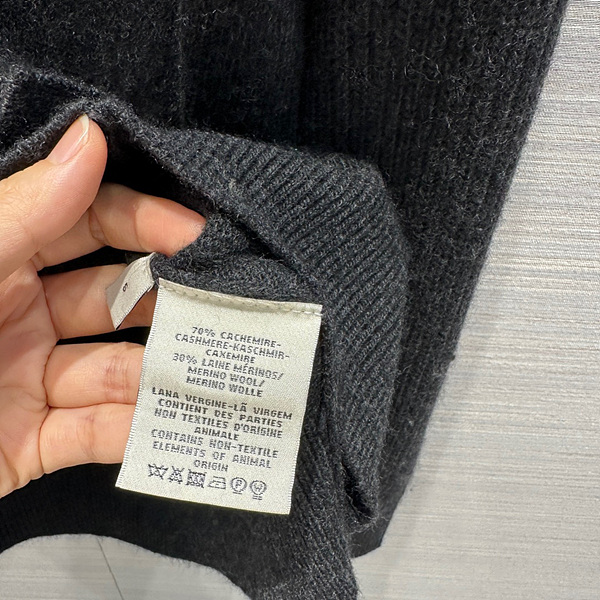 70% CACHEMIRE-
CASHMERE-KASCHMIR-
CAXEMIRE
30% LAINE MÉRINOS/
MERINO WOOL/
MERINO WOLLE
LANA VERGINE-LÃ VIRGEM
CONTIENT DES PARTIES
NON TEXTILES D'ORIGINE
ANIMALE
CONTAINS NON-TEXTILE
ELEMENTS OF ANIMAL
ORIGIN